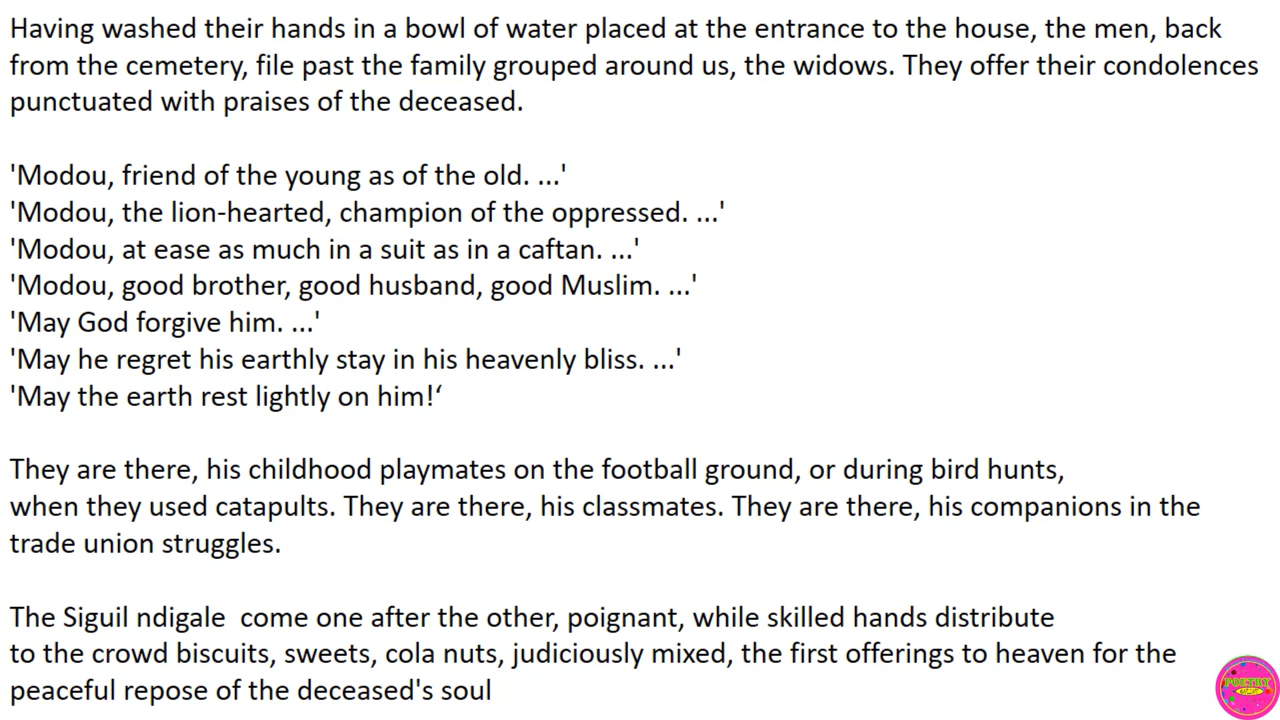 Having washed their hands in a bowl of water placed at the entrance to the house, the men, back
from the cemetery, file past the family grouped around us, the widows. They offer their condolences
punctuated with praises of the deceased.
'Modou, friend of the young as of the old. ...'
'Modou, the lion-hearted, champion of the oppressed. ...'
'Modou, at ease as much in a suit as in a caftan. ...'
'Modou, good brother, good husband, good Muslim. ...'
'May God forgive him. ...'
'May he regret his earthly stay in his heavenly bliss. ...'
'May the earth rest lightly on him!‘
They are there, his childhood playmates on the football ground, or during bird hunts,
when they used catapults. They are there, his classmates. They are there, his companions in the
trade union struggles.
The Siguil ndigale  come one after the other, poignant, while skilled hands distribute
to the crowd biscuits, sweets, cola nuts, judiciously mixed, the first offerings to heaven for the
peaceful repose of the deceased's soul
POETRY